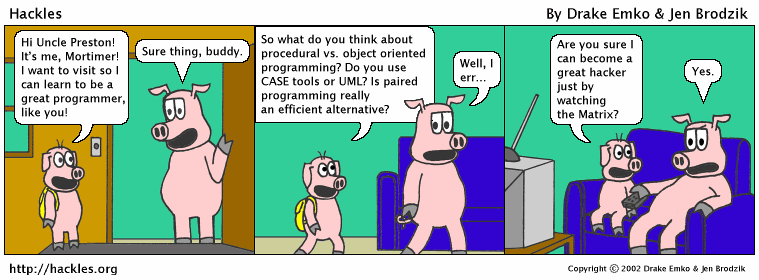 Hackles
By Drake Emko & Jen Brodzik
Hi Uncle Preston!
It's me, Mortimer!
I want to visit so I
can learn to be a
great programmer,
like you!
Sure thing, buddy.
So what do you think about
procedural vs. object oriented
programming? Do you use
CASE tools or UML? Is paired
programming really
an efficient alternative?
Well, I
err...
Are you sure I
can become a
great hacker
just by
watching
the Matrix?
Yes.
http://hackles.org
Copyright © 2002 Drake Emko & Jen Brodzik